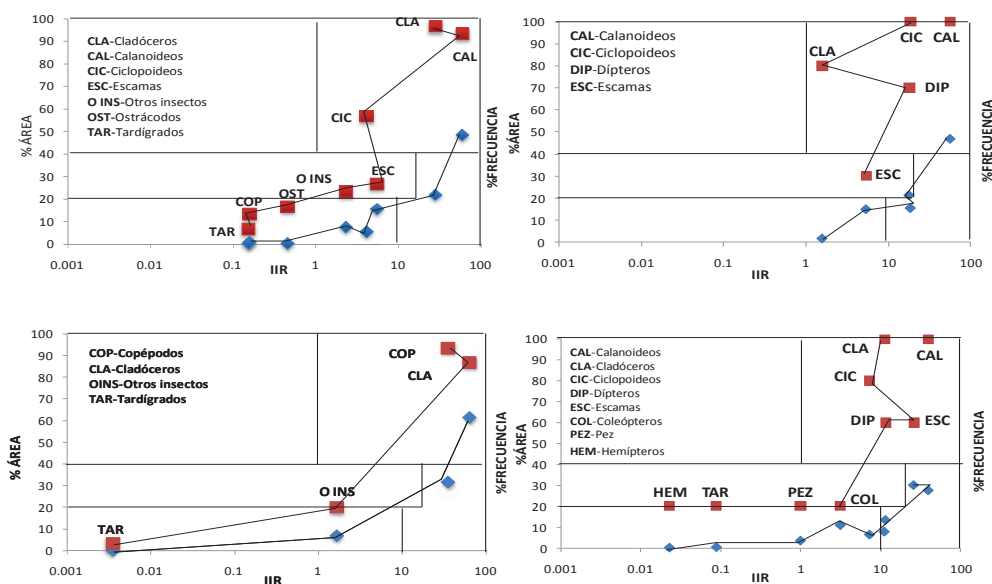 100
90
80
70
60
50
40
30
20
10
0
% ÁREA
CLA-Cladóceros
CAL-Calanoideos
CIC-Ciclopoideos
ESC-Escamas
O INS-Otros insectos
OST-Ostrácodos
TAR-Tardígrados
CLA
CAL
CIC
ESC
O INS
OST
COP
TAR
%FRECUENCIA
0.001 0.01 0.1 1 10 100
IIR
100
90
80
70
60
50
40
30
20
10
0
%ÁREA
CAL-Calanoideos
CIC-Ciclopoideos
DIP-Dípteros
ESC-Escamas
CLA
CIC CAL
DIP
ESC
%FRECUENCIA
0.001 0.01 0.1 1 10 100
IIR
100
90
80
70
60
50
40
30
20
10
0
% ÁREA
COP-Copépodos
CLA-Cladóceros
OINS-Otros insectos
TAR-Tardígrados
COP
CLA
O INS
TAR
%FRECUENCIA
0.001 0.01 0.1 1 10 100
IIR
100
90
80
70
60
50
40
30
20
10
0
%ÁREA
CAL-Calanoideos
CLA-Cladóceros
CIC-Ciclopoideos
DIP-Dípteros
ESC-Escamas
COL-Coleópteros
PEZ-Pez
HEM-Hemípteros
CLA
CAL
CIC
DIP
ESC
HEM TAR PEZ COL
%FRECUENCIA
0.001 0.01 0.1 1 10 100
IIR